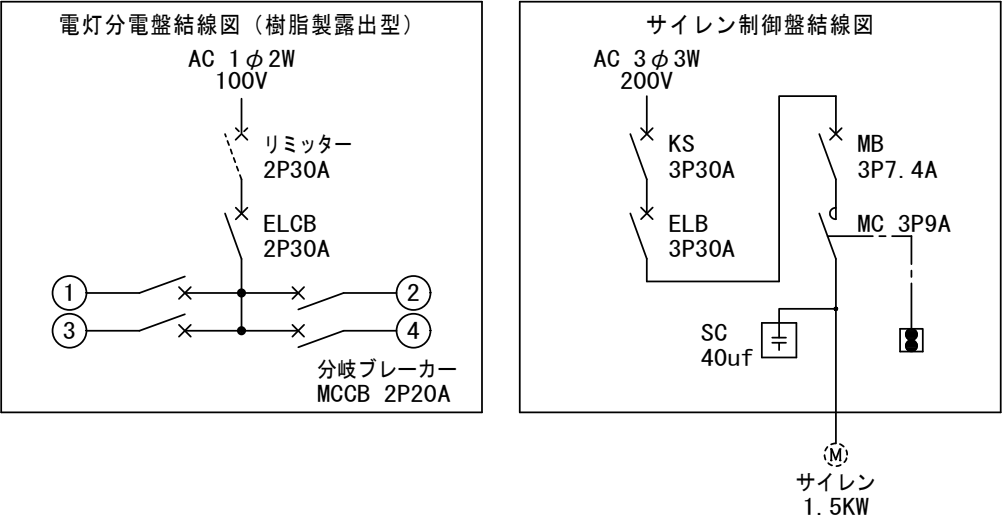 電灯分電盤結線図（樹脂製露出型）
AC 1φ2W
100V
リミッター
2P30A
ELCB
2P30A
1
2
3
4
分岐ブレーカー
MCCB 2P20A
サイレン制御盤結線図
AC 3φ3W
200V
KS
3P30A
ELB
3P30A
MB
3P7.4A
MC 3P9A
SC
40uf
M
サイレン
1.5KW